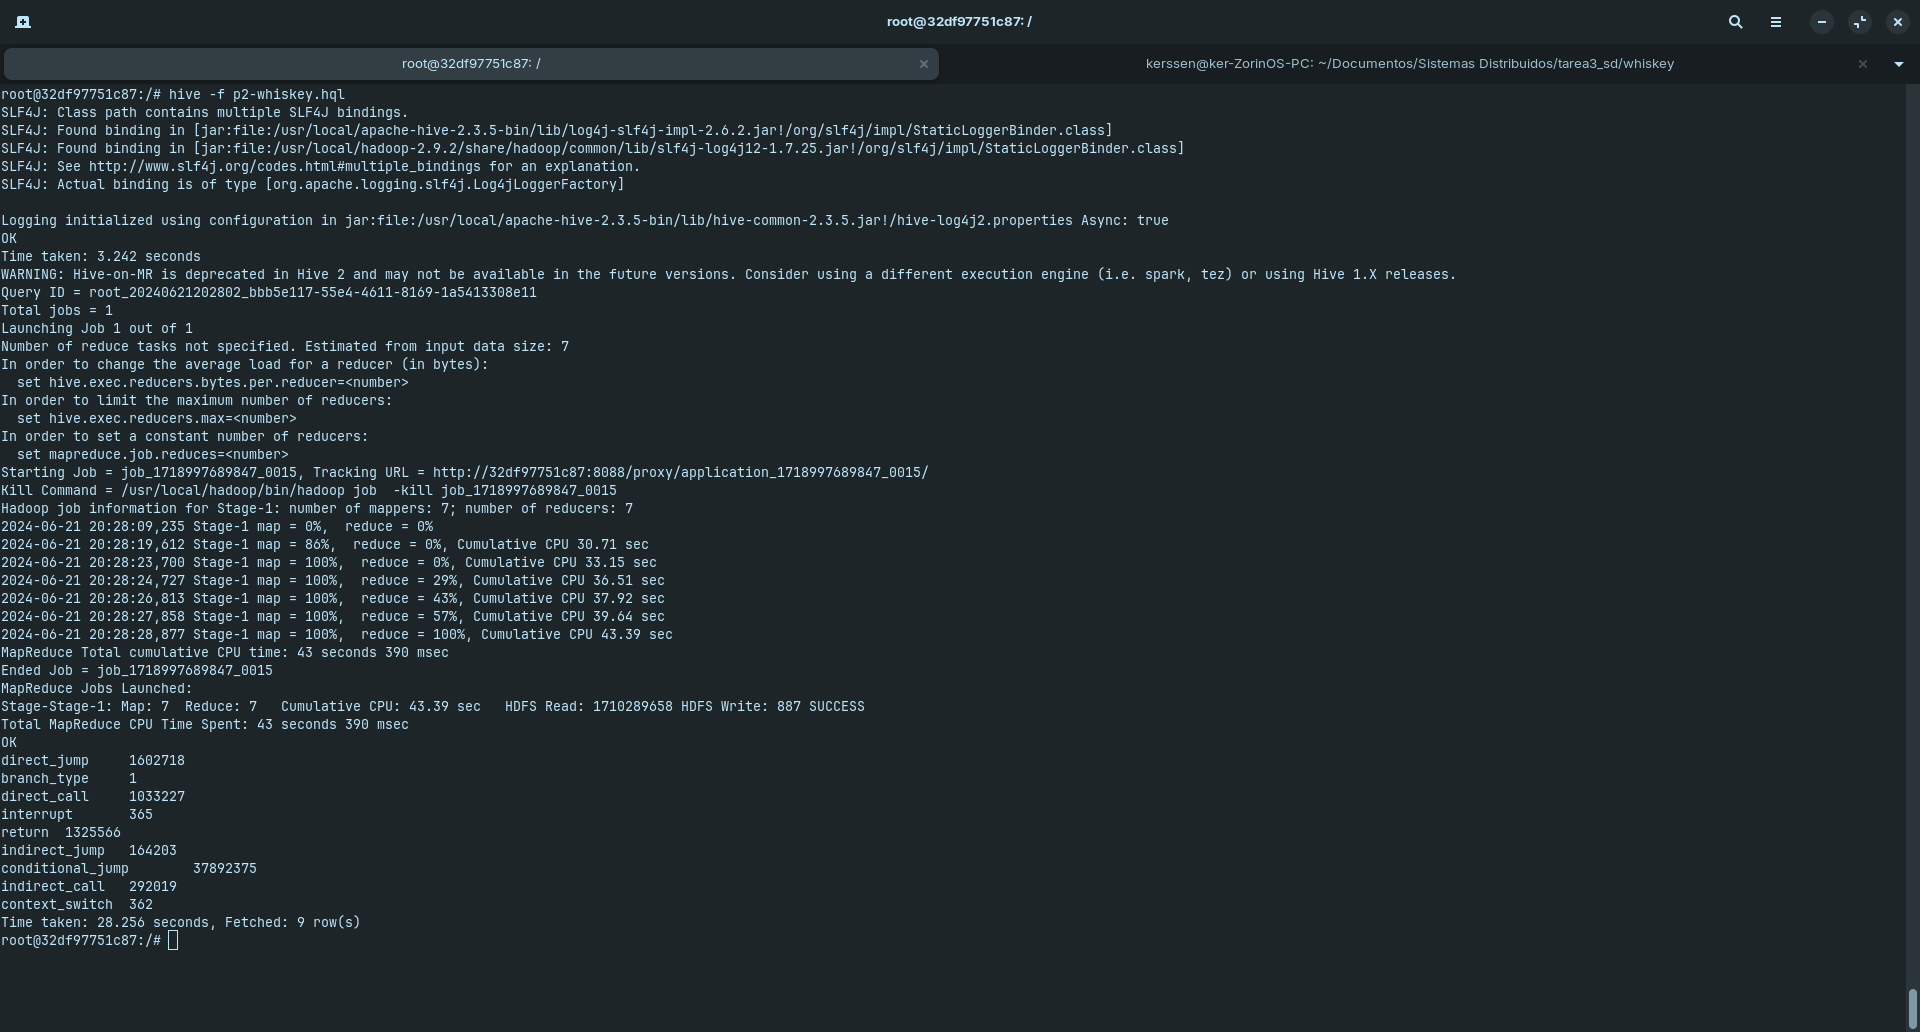 root@32df97751c87: /
root@32df97751c87: /
kerssen@ker-ZorinOS-PC: ~/Documentos/Sistemas Distribuidos/tarea3_sd/whiskey
root@32df97751c87:/# hive -f p2-whiskey.hql
SLF4J: Class path contains multiple SLF4J bindings.
SLF4J: Found binding in [jar:file:/usr/local/apache-hive-2.3.5-bin/lib/log4j-slf4j-impl-2.6.2.jar!/org/slf4j/impl/StaticLoggerBinder.class]
SLF4J: Found binding in [jar:file:/usr/local/hadoop-2.9.2/share/hadoop/common/lib/slf4j-log4j12-1.7.25.jar!/org/slf4j/impl/StaticLoggerBinder.class]
SLF4J: See http://www.slf4j.org/codes.html#multiple_bindings for an explanation.
SLF4J: Actual binding is of type [org.apache.logging.slf4j.Log4jLoggerFactory]

Logging initialized using configuration in jar:file:/usr/local/apache-hive-2.3.5-bin/lib/hive-common-2.3.5.jar!/hive-log4j2.properties Async: true
OK
Time taken: 3.242 seconds
WARNING: Hive-on-MR is deprecated in Hive 2 and may not be available in the future versions. Consider using a different execution engine (i.e. spark, tez) or using Hive 1.X releases.
Query ID = root_20240621202802_bbb5e117-55e4-4611-8169-1a5413308e11
Total jobs = 1
Launching Job 1 out of 1
Number of reduce tasks not specified. Estimated from input data size: 7
In order to change the average load for a reducer (in bytes):
  set hive.exec.reducers.bytes.per.reducer=<number>
In order to limit the maximum number of reducers:
  set hive.exec.reducers.max=<number>
In order to set a constant number of reducers:
  set mapreduce.job.reduces=<number>
Starting Job = job_1718997689847_0015, Tracking URL = http://32df97751c87:8088/proxy/application_1718997689847_0015/
Kill Command = /usr/local/hadoop/bin/hadoop job  -kill job_1718997689847_0015
Hadoop job information for Stage-1: number of mappers: 7; number of reducers: 7
2024-06-21 20:28:09,235 Stage-1 map = 0%,  reduce = 0%
2024-06-21 20:28:19,612 Stage-1 map = 86%,  reduce = 0%, Cumulative CPU 30.71 sec
2024-06-21 20:28:23,700 Stage-1 map = 100%,  reduce = 0%, Cumulative CPU 33.15 sec
2024-06-21 20:28:24,727 Stage-1 map = 100%,  reduce = 29%, Cumulative CPU 36.51 sec
2024-06-21 20:28:26,813 Stage-1 map = 100%,  reduce = 43%, Cumulative CPU 37.92 sec
2024-06-21 20:28:27,858 Stage-1 map = 100%,  reduce = 57%, Cumulative CPU 39.64 sec
2024-06-21 20:28:28,877 Stage-1 map = 100%,  reduce = 100%, Cumulative CPU 43.39 sec
MapReduce Total cumulative CPU time: 43 seconds 390 msec
Ended Job = job_1718997689847_0015
MapReduce Jobs Launched:
Stage-Stage-1: Map: 7  Reduce: 7   Cumulative CPU: 43.39 sec   HDFS Read: 1710289658 HDFS Write: 887 SUCCESS
Total MapReduce CPU Time Spent: 43 seconds 390 msec
OK
direct_jump     1602718
branch_type     1
direct_call     1033227
interrupt       365
return  1325566
indirect_jump   164203
conditional_jump        37892375
indirect_call   292019
context_switch  362
Time taken: 28.256 seconds, Fetched: 9 row(s)
root@32df97751c87:/#